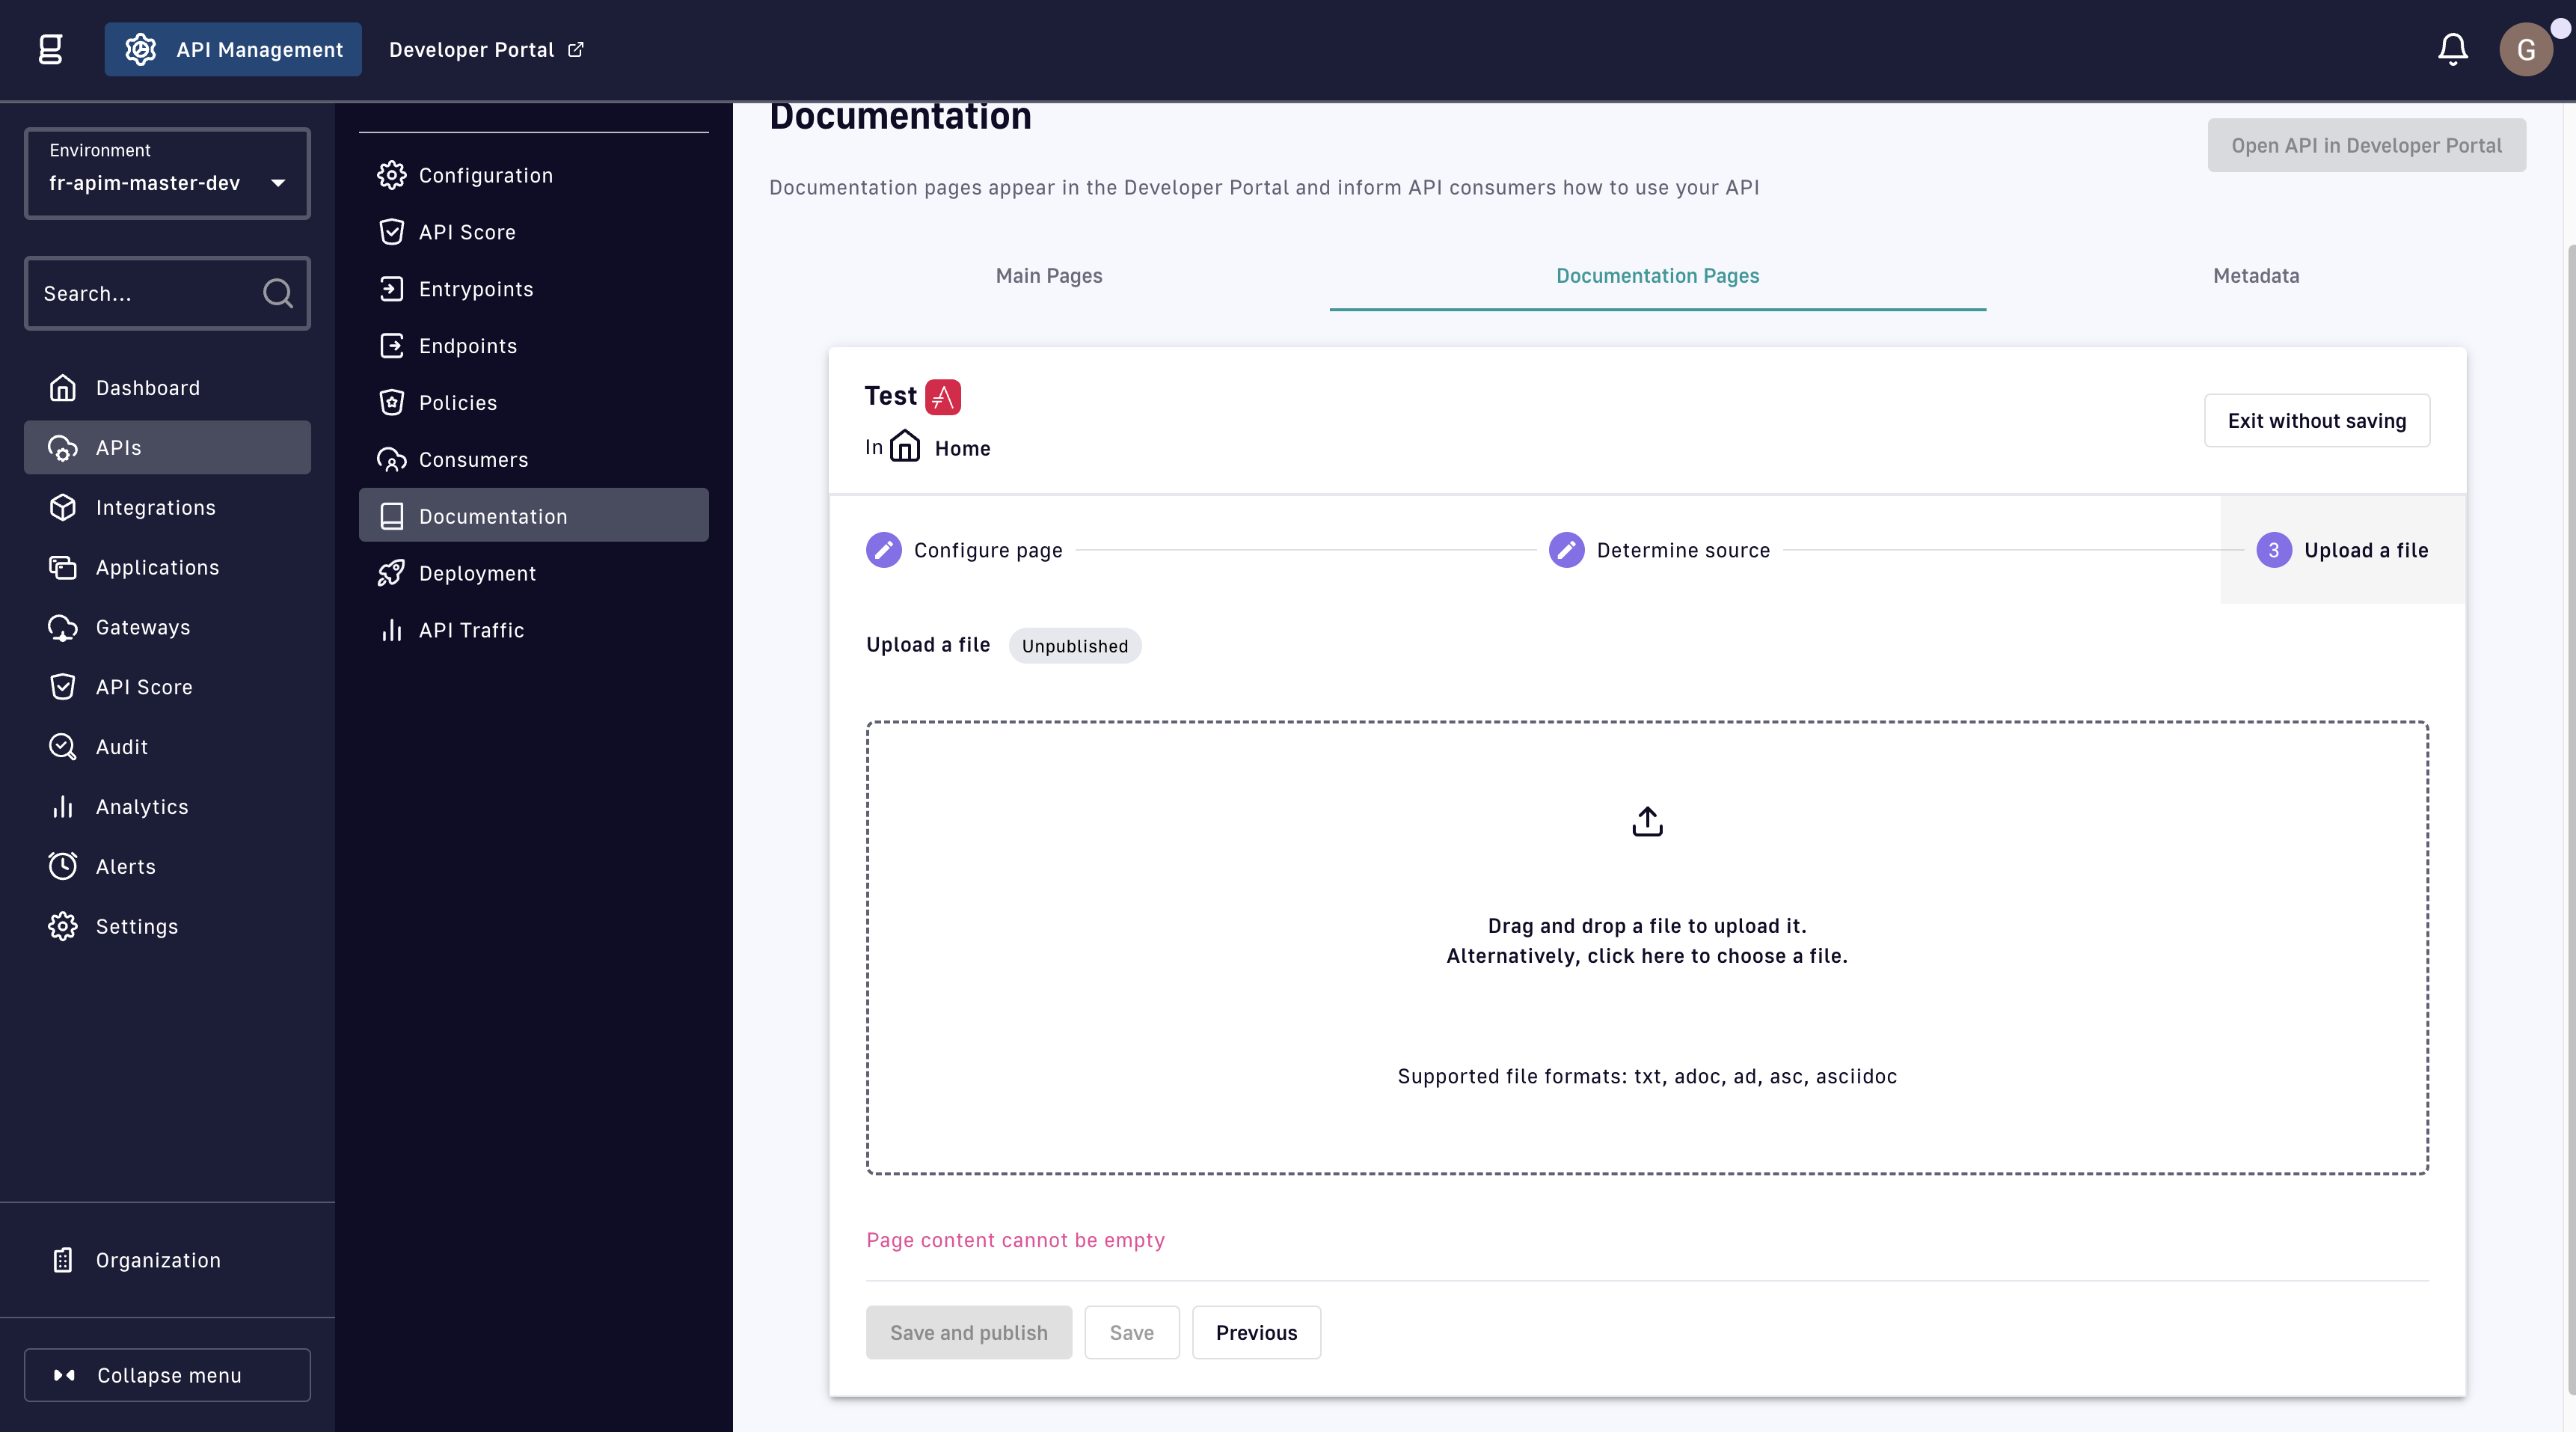 g
API Management
Developer Portal
G
Environment
fr-apim-master-dev
Search...
Dashboard
APIs
Integrations
Applications
Gateways
API Score
Audit
Analytics
Alerts
Settings
Organization
Collapse menu
Configuration
API Score
Entrypoints
Endpoints
Policies
Consumers
Documentation
Deployment
API Traffic
Documentation
Open API in Developer Portal
Documentation pages appear in the Developer Portal and inform API consumers how to use your API
Main Pages
Documentation Pages
Metadata
Test
In Home
Exit without saving
Configure page
Determine source
3 Upload a file
Upload a file
Unpublished
Drag and drop a file to upload it.
Alternatively, click here to choose a file.
Supported file formats: txt, adoc, ad, asc, asciidoc
Page content cannot be empty
Save and publish
Save
Previous